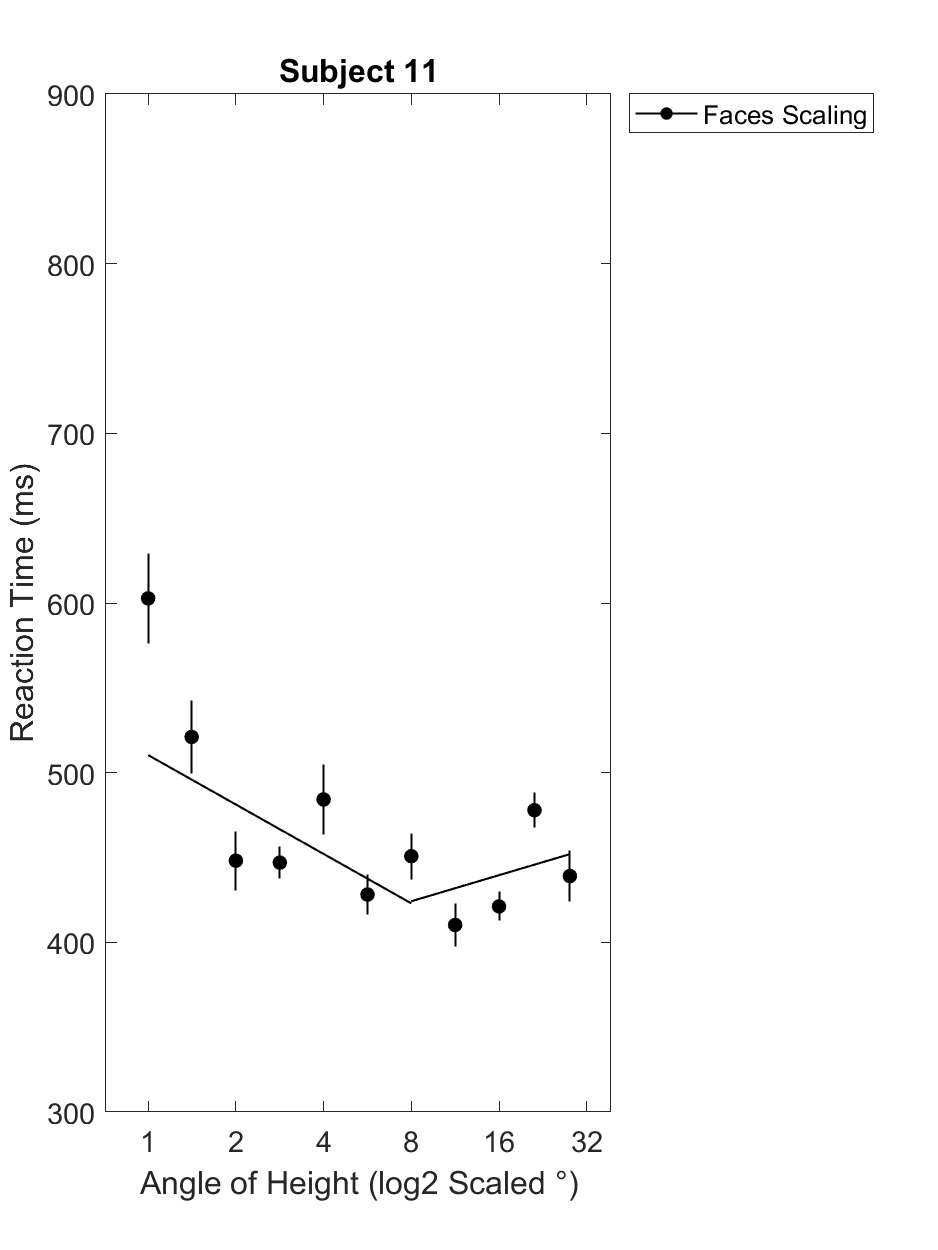 Subject 11
Faces Scaling
900
800
700
600
500
400
300
Reaction Time (ms)
1 2 4 8 16 32
Angle of Height (log2 Scaled °)